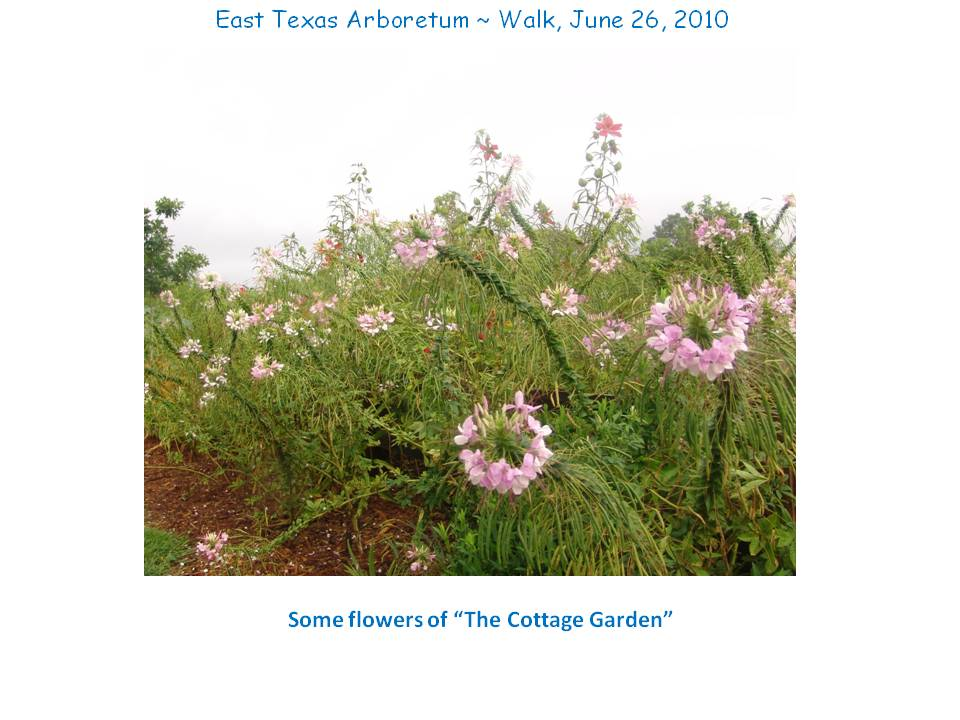 East Texas Arboretum ~ Walk, June 26, 2010
Some flowers of “The Cottage Garden”